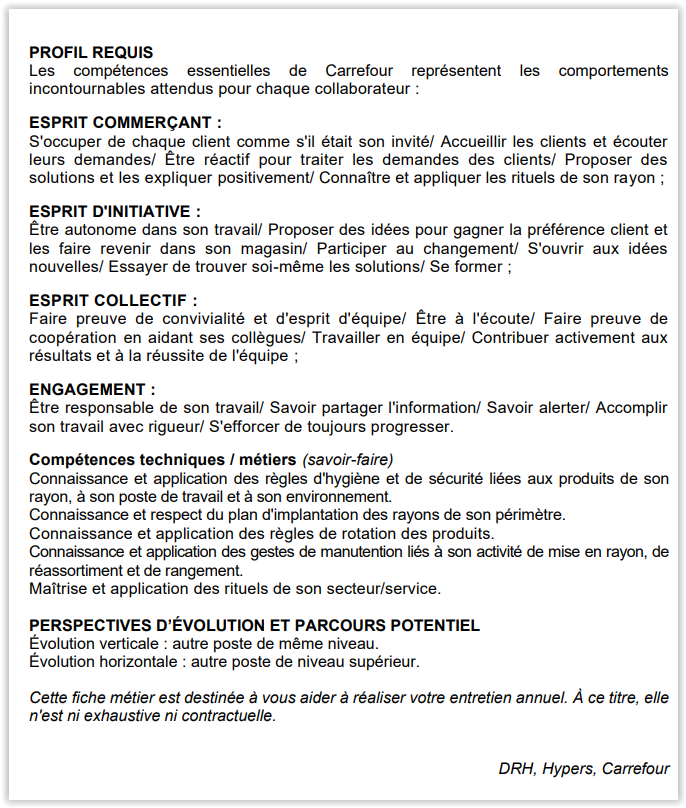 PROFIL REQUIS
Les compétences essentielles de Carrefour représentent les comportements
incontournables attendus pour chaque collaborateur :
ESPRIT COMMERÇANT :
S'occuper de chaque client comme s'il était son invité/ Accueillir les clients et écouter
leurs demandes/ Être réactif pour traiter les demandes des clients/ Proposer des
solutions et les expliquer positivement/ Connaître et appliquer les rituels de son rayon ;
ESPRIT D'INITIATIVE :
Être autonome dans son travail/ Proposer des idées pour gagner la préférence client et
les faire revenir dans son magasin/ Participer au changement/ S'ouvrir aux idées
nouvelles/ Essayer de trouver soi-même les solutions/ Se former ;
ESPRIT COLLECTIF :
Faire preuve de convivialité et d'esprit d'équipe/ Être à l'écoute/ Faire preuve de
coopération en aidant ses collègues/ Travailler en équipe/ Contribuer activement aux
résultats et à la réussite de l'équipe ;
ENGAGEMENT :
Être responsable de son travail/ Savoir partager l'information/ Savoir alerter/ Accomplir
son travail avec rigueur/ S'efforcer de toujours progresser.
Compétences techniques / métiers (savoir-faire)
Connaissance et application des règles d'hygiène et de sécurité liées aux produits de son
rayon, à son poste de travail et à son environnement.
Connaissance et respect du plan d'implantation des rayons de son périmètre.
Connaissance et application des règles de rotation des produits.
Connaissance et application des gestes de manutention liés à son activité de mise en rayon, de
réassortiment et de rangement.
Maîtrise et application des rituels de son secteur/service.
PERSPECTIVES D’ÉVOLUTION ET PARCOURS POTENTIEL
Évolution verticale : autre poste de même niveau.
Évolution horizontale : autre poste de niveau supérieur.
Cette fiche métier est destinée à vous aider à réaliser votre entretien annuel. À ce titre, elle
n'est ni exhaustive ni contractuelle.
DRH, Hypers, Carrefour